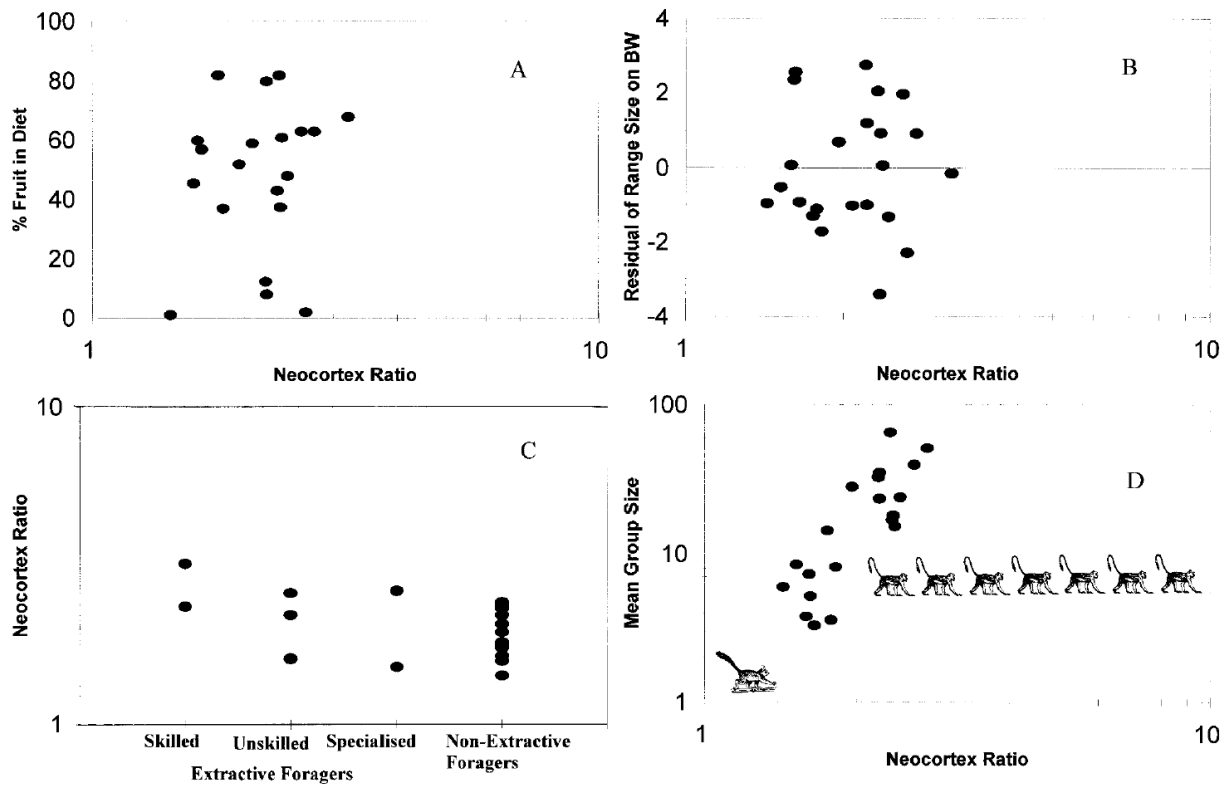 A
% Fruit in Diet
100
80
60
40
20
0
1
10
Neocortex Ratio
B
Residual of Range Size on BW
4
2
0
-2
-4
1
10
Neocortex Ratio
C
Neocortex Ratio
10
1
Skilled
Unskilled
Specialised
Non-Extractive
Foragers
Extractive Foragers
D
Mean Group Size
100
10
1
1
10
Neocortex Ratio